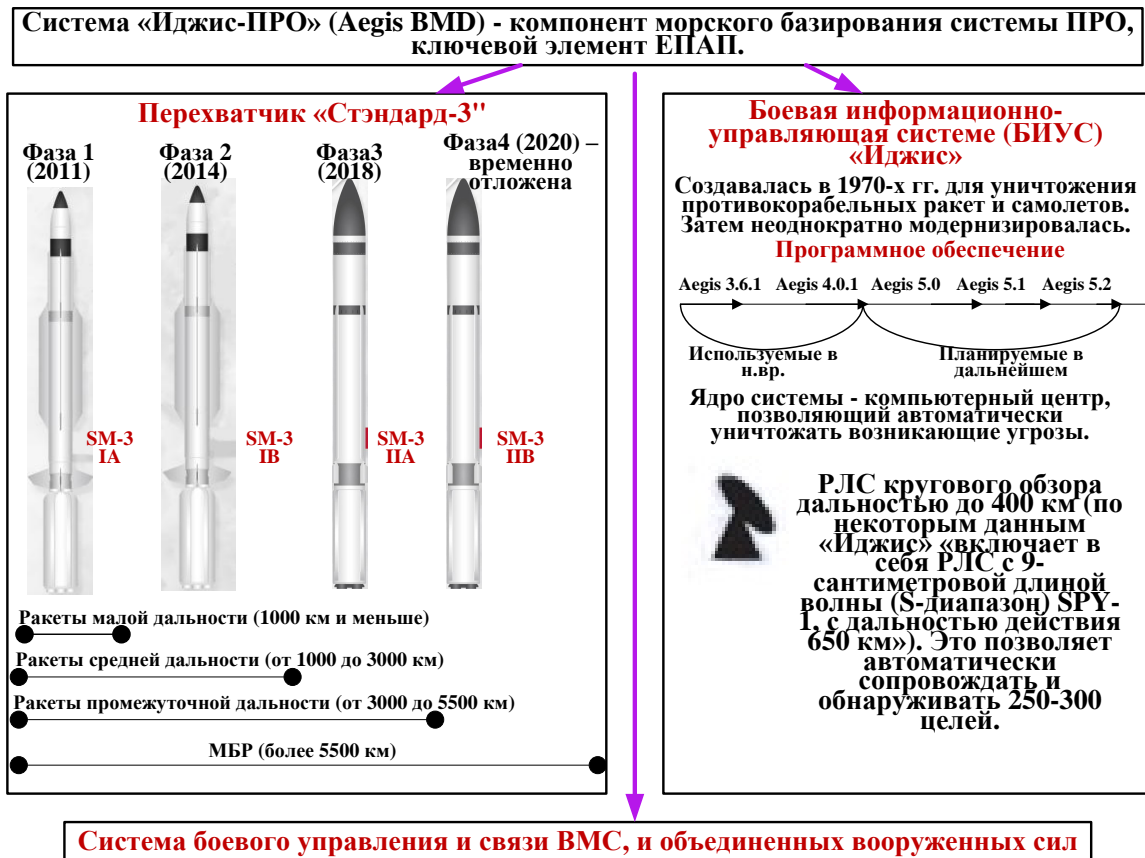 Система «Иджис-ПРО» (Aegis BMD) - компонент морского базирования системы ПРО,
ключевой элемент ЕПАП.
Перехватчик «Стэндард-3"
Фаза 1
(2011)
Фаза 2
(2014)
Фаза3
(2018)
Фаза4 (2020) –
временно
отложена
SM-3
IA
SM-3
IB
SM-3
IIA
SM-3
IIB
Ракеты малой дальности (1000 км и меньше)
Ракеты средней дальности (от 1000 до 3000 км)
Ракеты промежуточной дальности (от 3000 до 5500 км)
МБР (более 5500 км)
Боевая информационно-
управляющая системе (БИУС)
«Иджис»
Создавалась в 1970-х гг. для уничтожения
противокорабельных ракет и самолетов.
Затем неоднократно модернизировалась.
Программное обеспечение
Aegis 3.6.1 Aegis 4.0.1 Aegis 5.0 Aegis 5.1 Aegis 5.2
Используемые в
н.вр.
Планируемые в
дальнейшем
Ядро системы - компьютерный центр,
позволяющий автоматически
уничтожать возникающие угрозы.
РЛС кругового обзора
дальностью до 400 км (по
некоторым данным
«Иджис» «включает в
себя РЛС с 9-
сантиметровой длиной
волны (S-диапазон) SPY-
1, с дальностью действия
650 км»). Это позволяет
автоматически
сопровождать и
обнаруживать 250-300
целей.
Система боевого управления и связи ВМС, и объединенных вооруженных сил